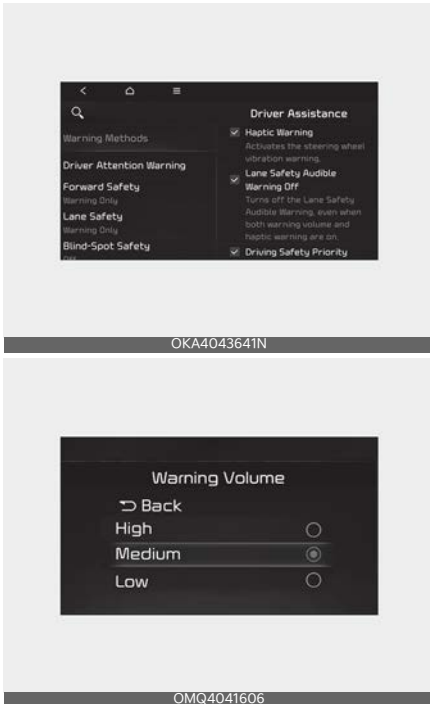 Driver Assistance
Warning Methods
Driver Attention Warning
Forward Safety
Warning Only
Lane Safety
Warning Only
Blind-Spot Safety
Off
Haptic Warning
Activates the steering wheel
vibration warning.
Lane Safety Audible
Warning Off
Turns off the Lane Safety
Audible Warning, even when
both warning volume and
haptic warning are on.
Driving Safety Priority
OKA4043641N
Warning Volume
Back
High
Medium
Low
OMQ4041606